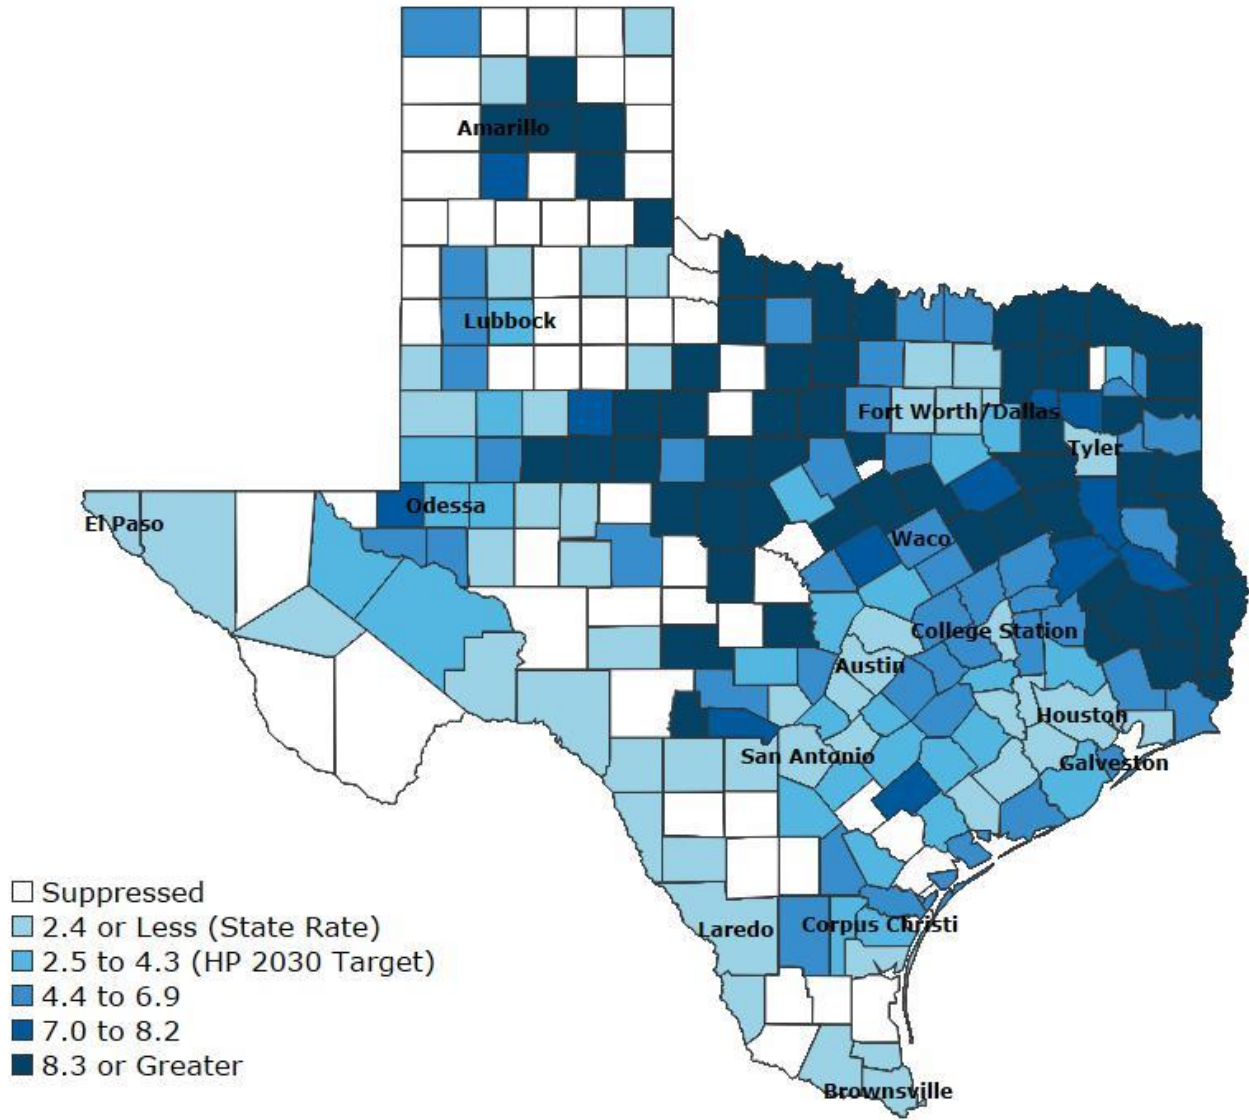 Amarillo
Lubbock
Fort Worth/Dallas
Tyler
Odessa
El Paso
Waco
College Station
Austin
Houston
San Antonio
Galveston
Suppressed
2.4 or Less (State Rate)
Laredo
Corpus Christi
2.5 to 4.3 (HP 2030 Target)
4.4 to 6.9
7.0 to 8.2
8.3 or Greater
Brownsville